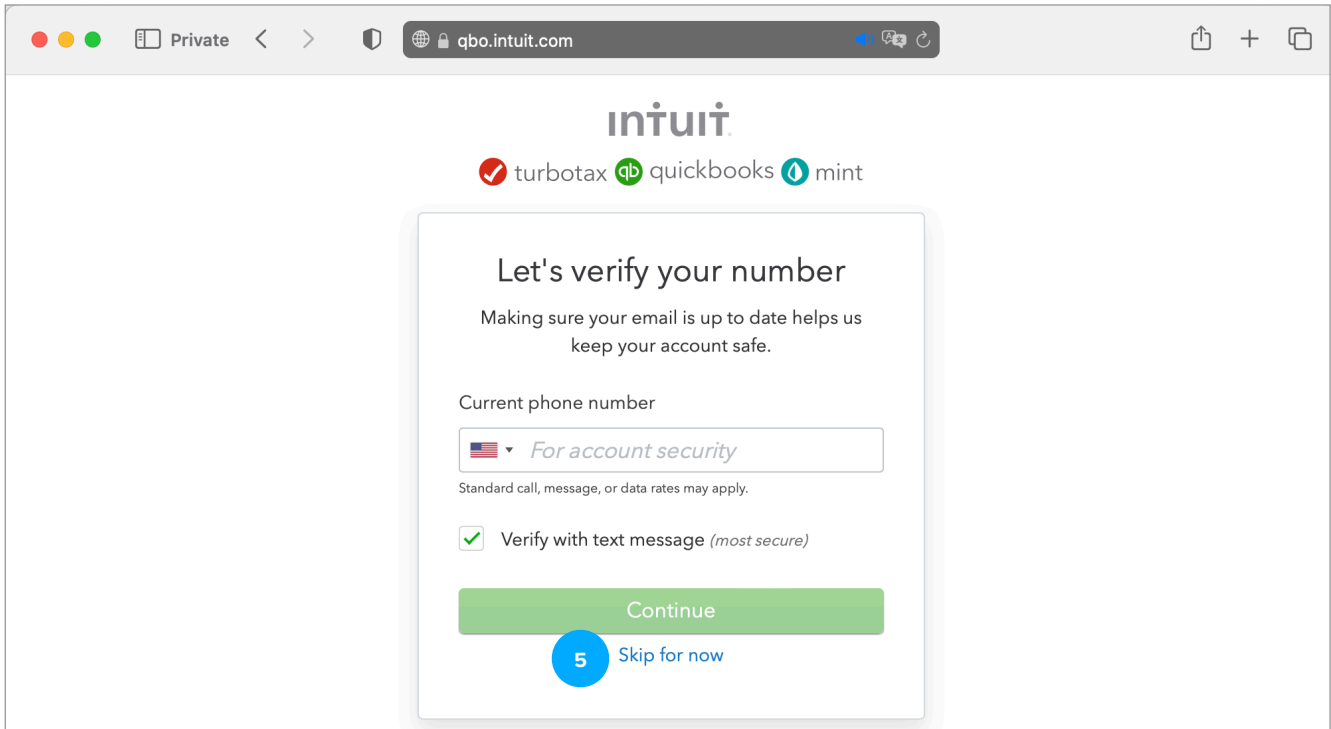 Private
qbo.intuit.com
intuit.
turbotax qb quickbooks mint
Let's verify your number
Making sure your email is up to date helps us
keep your account safe.
Current phone number
For account security
Standard call, message, or data rates may apply.
Verify with text message (most secure)
Continue
5 Skip for now